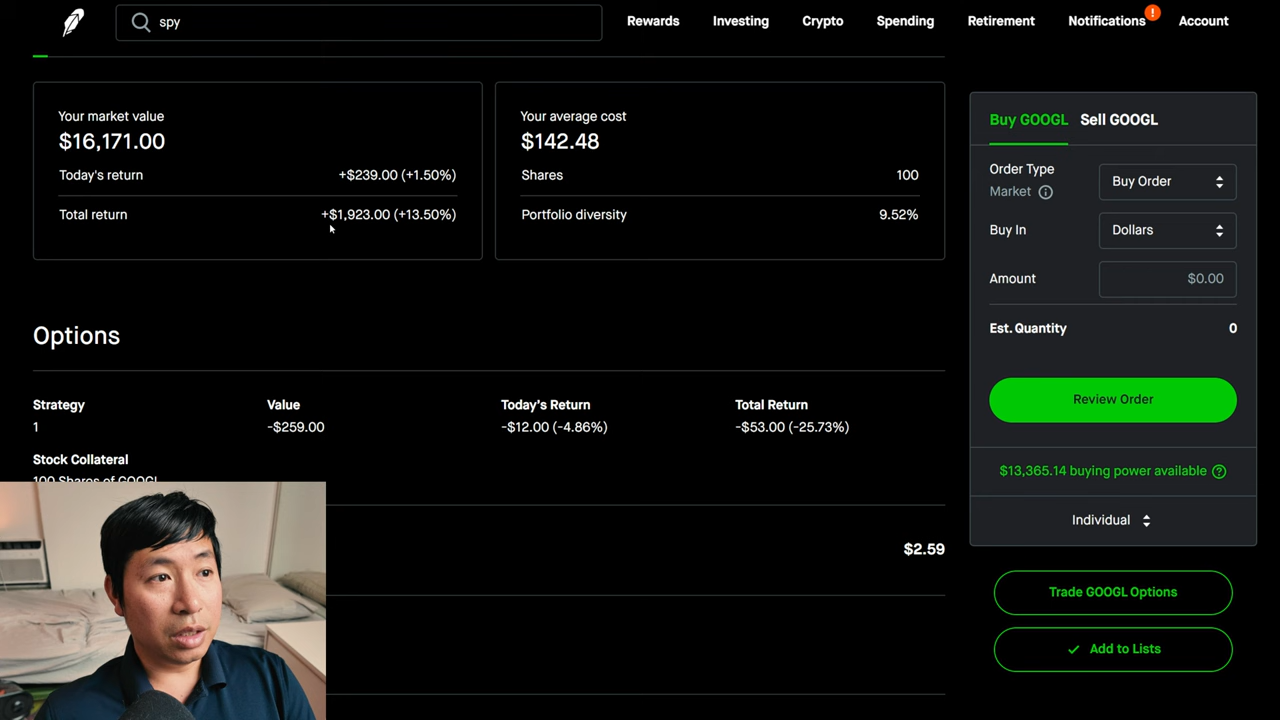 spy
Rewards
Investing
Crypto
Spending
Retirement
Notifications
!
Account
Your market value
$16,171.00
Today's return
+$239.00 (+1.50%)
Total return
+$1,923.00 (+13.50%)
Your average cost
$142.48
Shares
100
Portfolio diversity
9.52%
Buy GOOGL
Sell GOOGL
Order Type
Market
Buy Order
Buy In
Dollars
Amount
$0.00
Est. Quantity
0
Review Order
$13,365.14 buying power available
Individual
Trade GOOGL Options
Add to Lists
Options
Strategy
Value
Today's Return
Total Return
1
-$259.00
-$12.00 (-4.86%)
-$53.00 (-25.73%)
Stock Collateral
100 Shares of GOOGL
$2.59